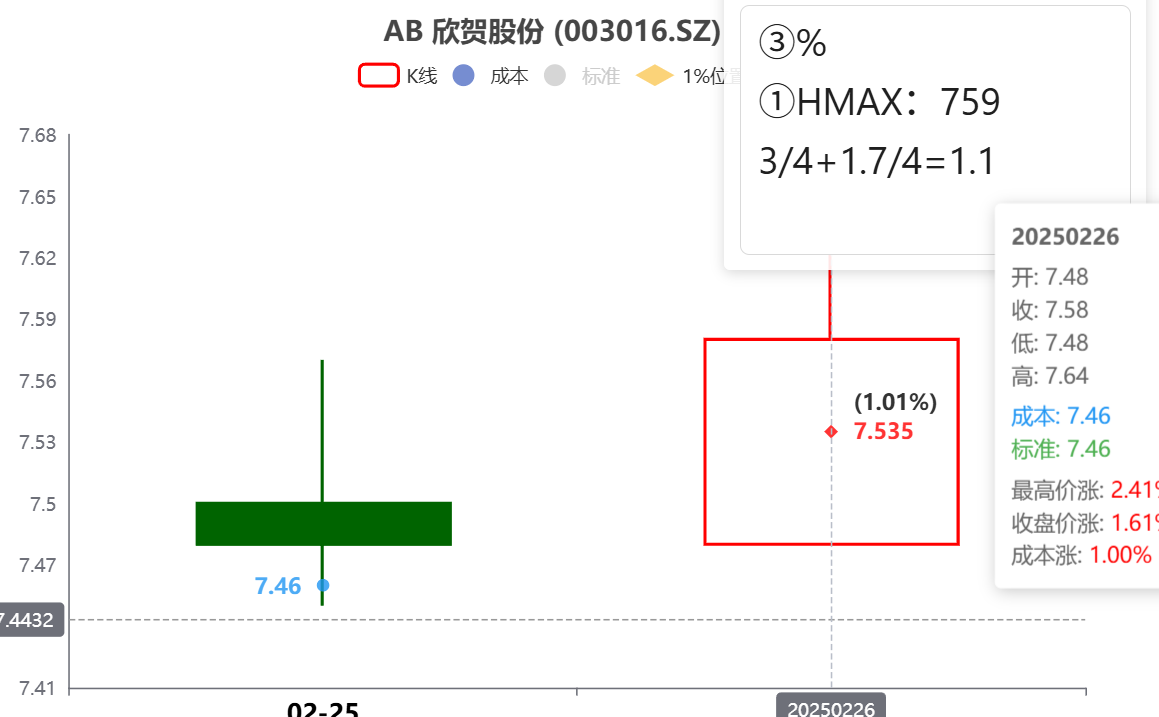 AB 欣贺股份 (003016.SZ)
K线 成本 标准 1%位置
③%
①HMAX：759
3/4+1.7/4=1.1
7.68
7.65
7.62
7.59
7.56
7.53
7.5
7.47
7.4432
7.41
7.46
(1.01%)
7.535
20250226
开: 7.48
收: 7.58
低: 7.48
高: 7.64
成本: 7.46
标准: 7.46
最高价涨: 2.41%
收盘价涨: 1.61%
成本涨: 1.00%
02-25
20250226